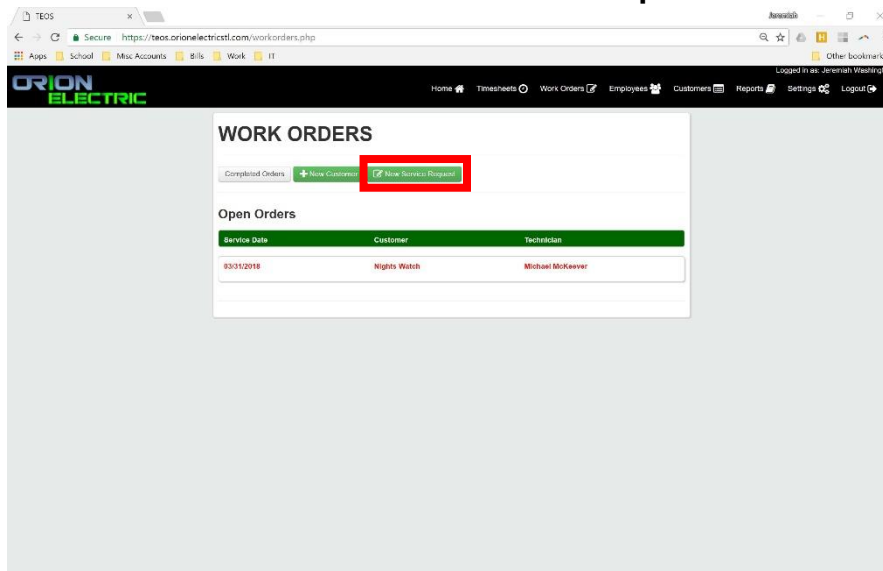 TEOS
Jeremiah
Secure https://teos.orionelectricstl.com/workorders.php
Apps School Misc Accounts Bills Work IT Other bookmark
Logged in as: Jeremiah Washing
ORION
ELECTRIC
Home Timesheets Work Orders Employees Customers Reports Settings Logout
WORK ORDERS
Completed Orders New Customer New Service Request
Open Orders
Service Date Customer Technician
03/31/2018 Nights Watch Michael McKeever